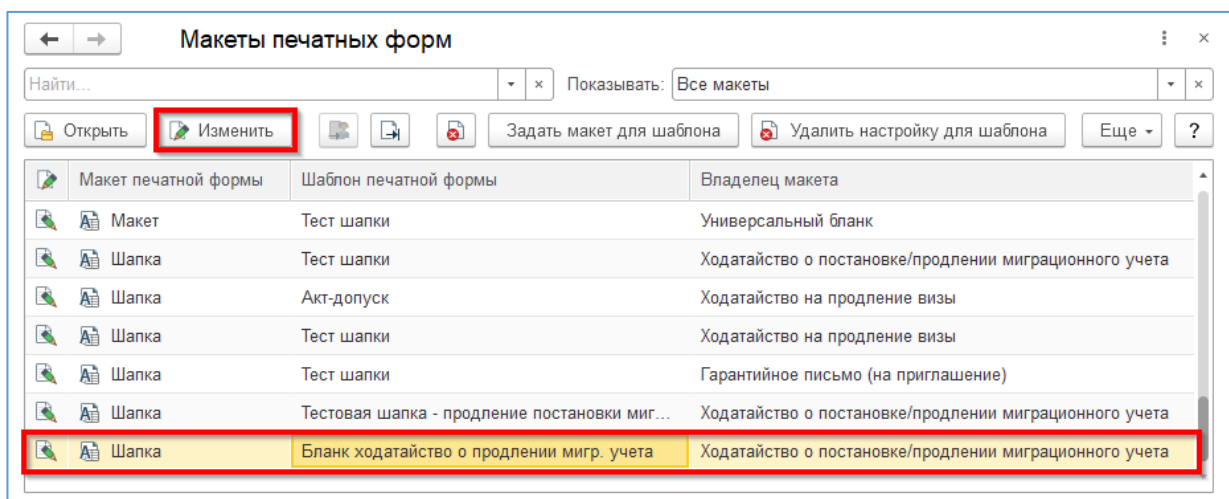 Макеты печатных форм
Найти... Показывать: Все макеты
Открыть Изменить Задать макет для шаблона Удалить настройку для шаблона Еще ?
Макет печатной формы Шаблон печатной формы Владелец макета
Макет Тест шапки Универсальный бланк
Шапка Тест шапки Ходатайство о постановке/продлении миграционного учета
Шапка Акт-допуск Ходатайство на продление визы
Шапка Тест шапки Ходатайство на продление визы
Шапка Тест шапки Гарантийное письмо (на приглашение)
Шапка Тестовая шапка - продление постановки миг... Ходатайство о постановке/продлении миграционного учета
Шапка Бланк ходатайство о продлении мигр. учета Ходатайство о постановке/продлении миграционного учета